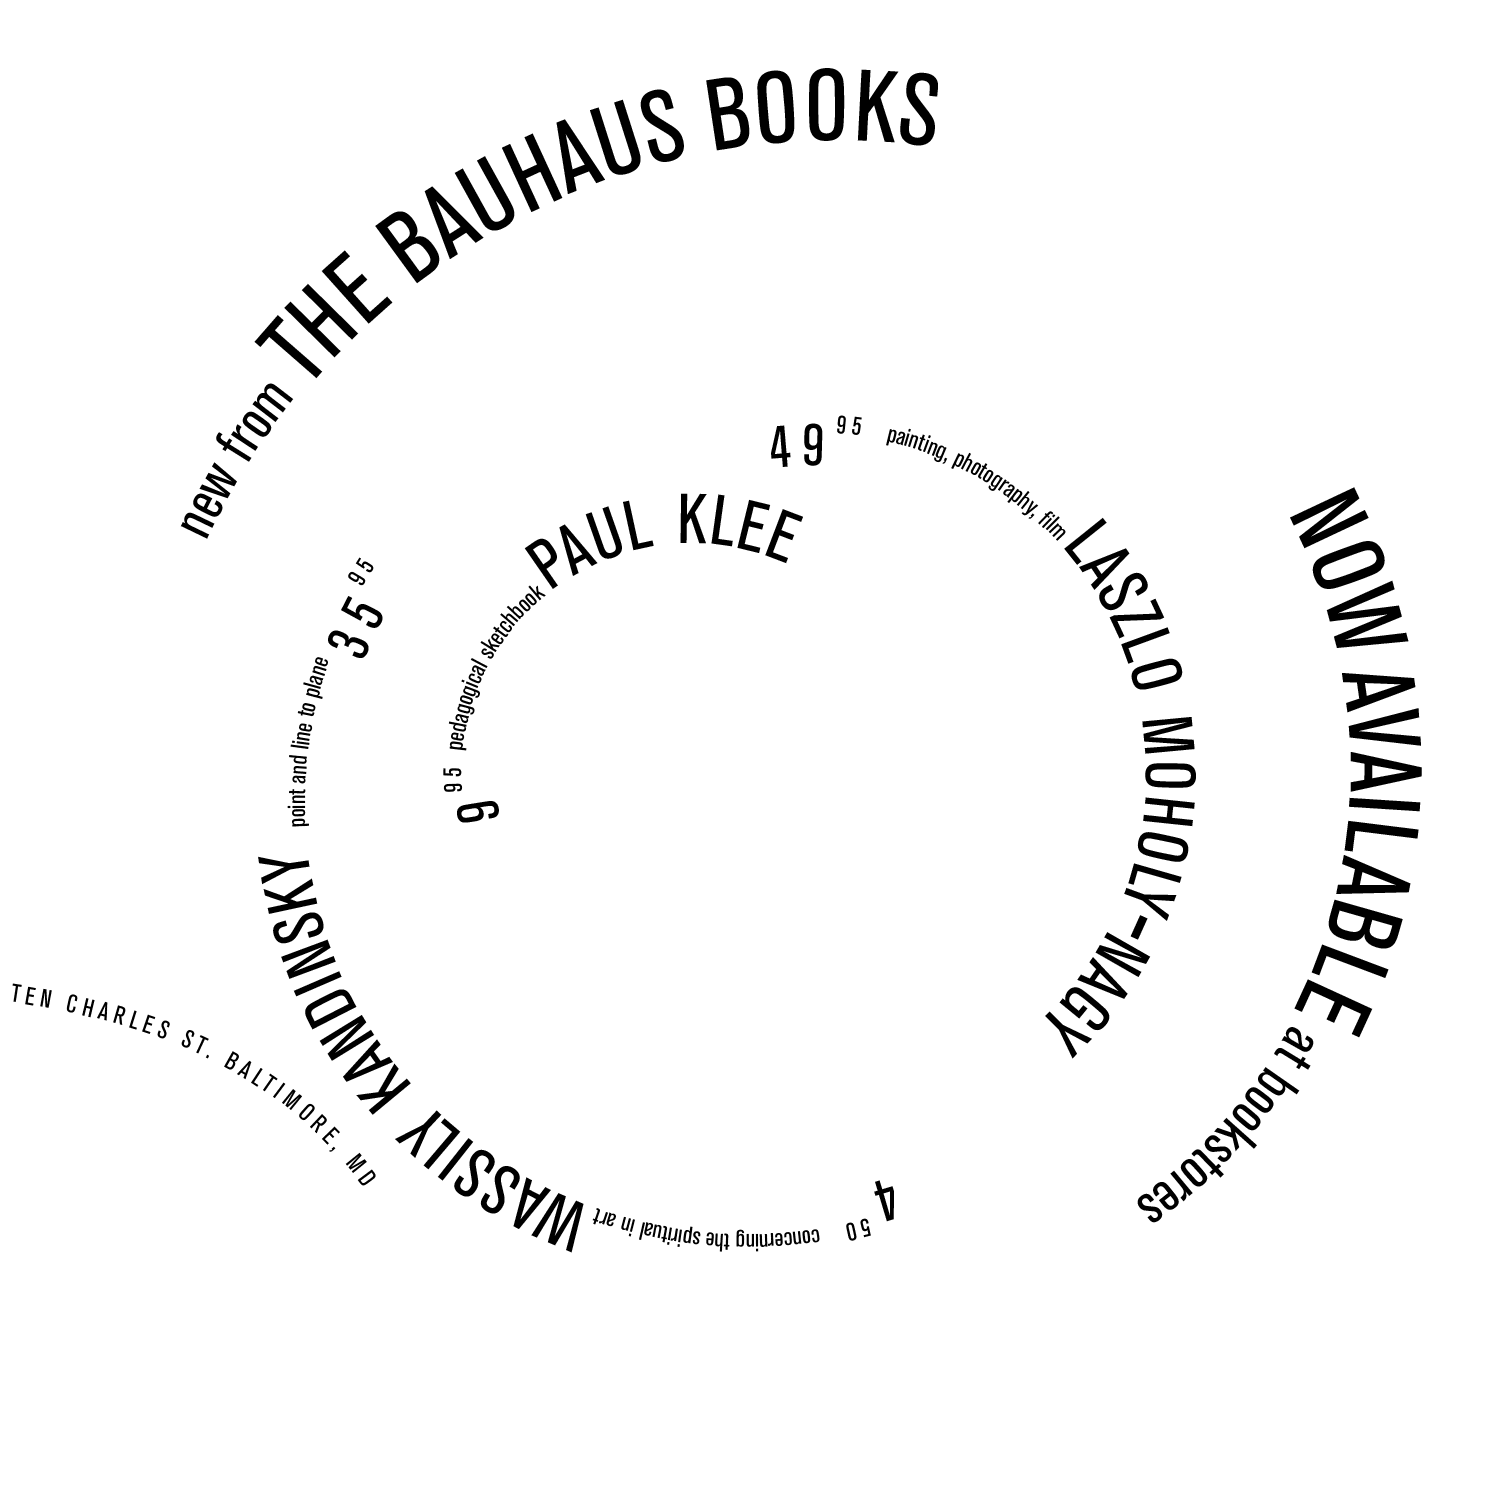 new from THE BAUHAUS BOOKS
49 95 painting, photography, film
LASZLO MOHOLY-NAGY
9 95 pedagogical sketchbook
PAUL KLEE
4 50 concerning the spiritual in art
WASSILY KANDINSKY
point and line to plane 35 95
NOW AVAILABLE at bookstores
TEN CHARLES ST. BALTIMORE, MD